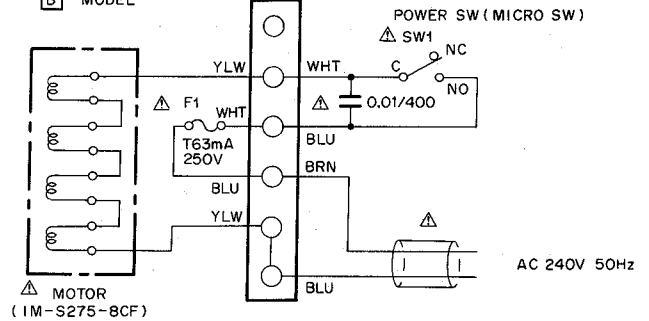 B MODEL
POWER SW (MICRO SW)
⚠ SW1
NC
YLW
WHT
C
NO
⚠ F1
WHT
⚠
0.01/400
T63mA
250V
BLU
BLU
BRN
YLW
⚠
AC 240V 50Hz
BLU
⚠ MOTOR
(IM-S275-8CF)